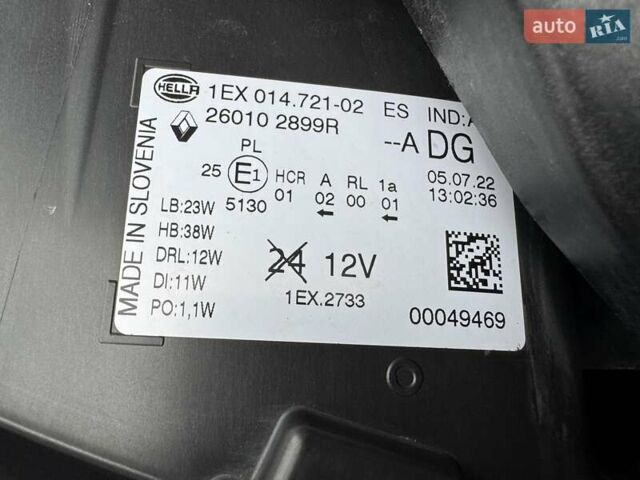 auto RIA
.com
HELLA 1EX 014.721-02 ES IND:A
26010 2899R --A DG
PL
25 E1 HCR A RL 1a 05.07.22
5130 01 02 00 01 13:02:36
MADE IN SLOVENIA
LB:23W
HB:38W
DRL:12W 24 12V
DI:11W
1EX.2733
PO:1,1W
00049469